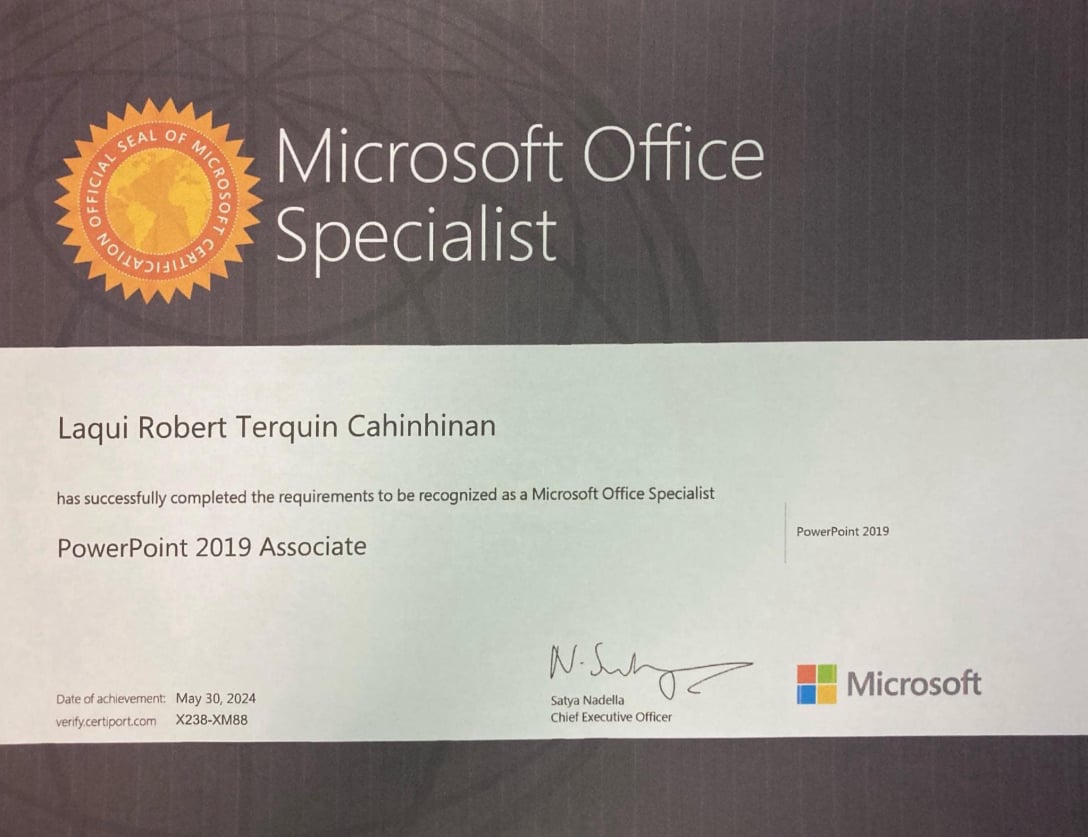 OFFICIAL SEAL OF MICROSOFT CERTIFICATION
Microsoft Office
Specialist
Laqui Robert Terquin Cahinhinan
has successfully completed the requirements to be recognized as a Microsoft Office Specialist
PowerPoint 2019
PowerPoint 2019 Associate
N. S
Satya Nadella
Chief Executive Officer
Microsoft
Date of achievement: May 30, 2024
verify.certiport.com X238-XM88